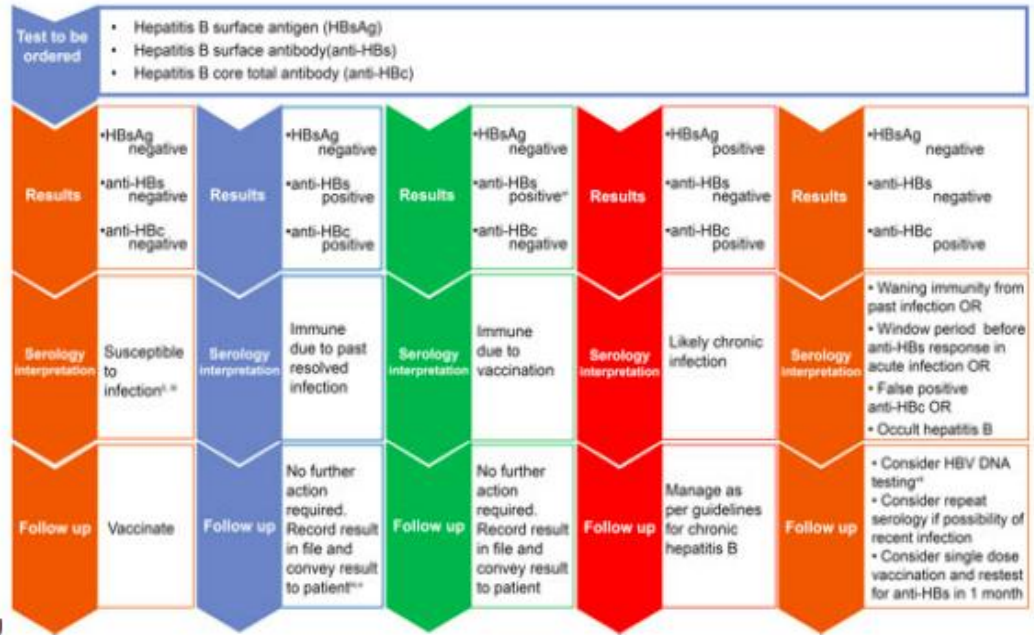 Test to be
ordered
• Hepatitis B surface antigen (HBsAg)
• Hepatitis B surface antibody(anti-HBs)
• Hepatitis B core total antibody (anti-HBc)
Results
•HBsAg
negative
•anti-HBs
negative
•anti-HBc
negative
Results
•HBsAg
negative
•anti-HBs
positive
•anti-HBc
positive
Results
•HBsAg
negative
•anti-HBs
positive
•anti-HBc
negative
Results
•HBsAg
positive
•anti-HBs
negative
•anti-HBc
positive
Results
•HBsAg
negative
•anti-HBs
negative
•anti-HBc
positive
Serology
interpretation
Susceptible
to
infection
Serology
interpretation
Immune
due to past
resolved
infection
Serology
interpretation
Immune
due to
vaccination
Serology
interpretation
Likely chronic
infection
Serology
interpretation
• Waning immunity from
past infection OR
• Window period before
anti-HBs response in
acute infection OR
• False positive
anti-HBc OR
• Occult hepatitis B
Follow up
Vaccinate
Follow up
No further
action
required.
Record result
in file and
convey result
to patient
Follow up
No further
action
required.
Record result
in file and
convey result
to patient
Follow up
Manage as
per guidelines
for chronic
hepatitis B
Follow up
• Consider HBV DNA
testing
• Consider repeat
serology if possibility of
recent infection
• Consider single dose
vaccination and restest
for anti-HBs in 1 month